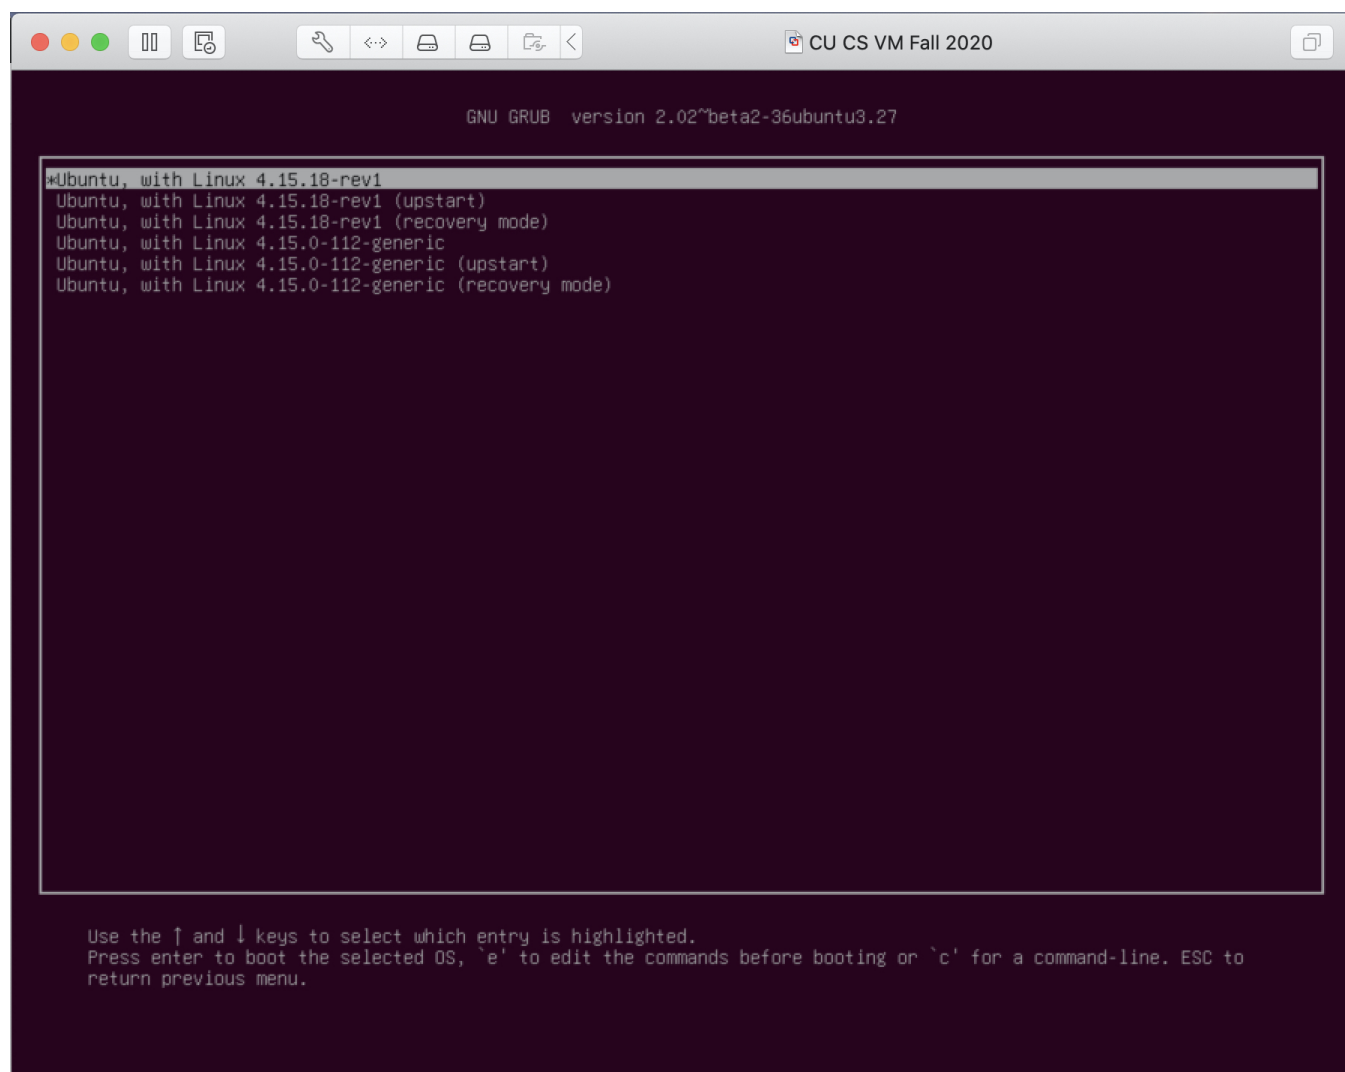 CU CS VM Fall 2020
GNU GRUB  version 2.02~beta2-36ubuntu3.27
*Ubuntu, with Linux 4.15.18-rev1
Ubuntu, with Linux 4.15.18-rev1 (upstart)
Ubuntu, with Linux 4.15.18-rev1 (recovery mode)
Ubuntu, with Linux 4.15.0-112-generic
Ubuntu, with Linux 4.15.0-112-generic (upstart)
Ubuntu, with Linux 4.15.0-112-generic (recovery mode)
Use the ↑ and ↓ keys to select which entry is highlighted.
Press enter to boot the selected OS, `e' to edit the commands before booting or `c' for a command-line. ESC to
return previous menu.